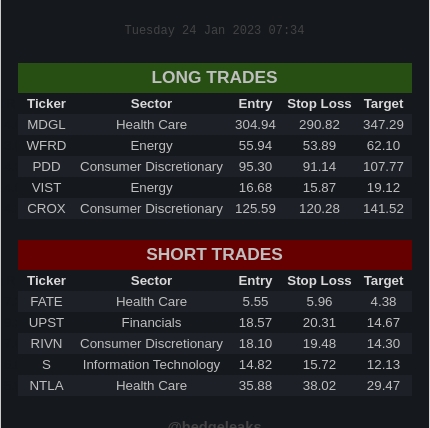 Tuesday 24 Jan 2023 07:34
LONG TRADES
Ticker Sector Entry Stop Loss Target
MDGL Health Care 304.94 290.82 347.29
WFRD Energy 55.94 53.89 62.10
PDD Consumer Discretionary 95.30 91.14 107.77
VIST Energy 16.68 15.87 19.12
CROX Consumer Discretionary 125.59 120.28 141.52
SHORT TRADES
Ticker Sector Entry Stop Loss Target
FATE Health Care 5.55 5.96 4.38
UPST Financials 18.57 20.31 14.67
RIVN Consumer Discretionary 18.10 19.48 14.30
S Information Technology 14.82 15.72 12.13
NTLA Health Care 35.88 38.02 29.47
@hedgeleaks